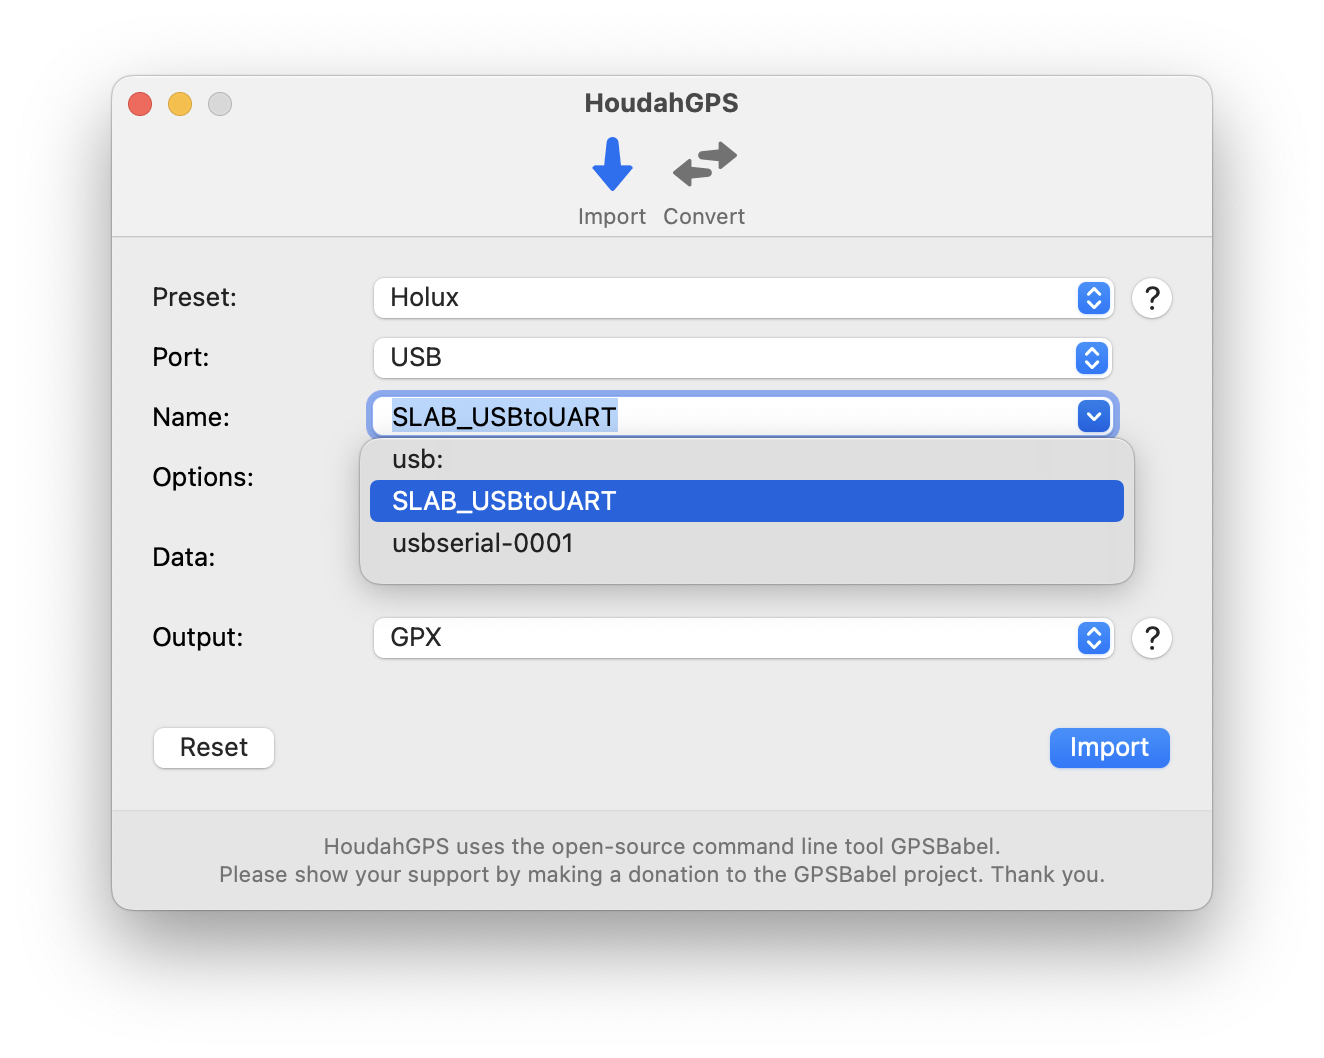 HoudahGPS
Import Convert
Preset: Holux ?
Port: USB
Name: SLAB_USBtoUART
usb:
Options:
SLAB_USBtoUART
usbserial-0001
Data:
Output: GPX ?
Reset Import
HoudahGPS uses the open-source command line tool GPSBabel.
Please show your support by making a donation to the GPSBabel project. Thank you.